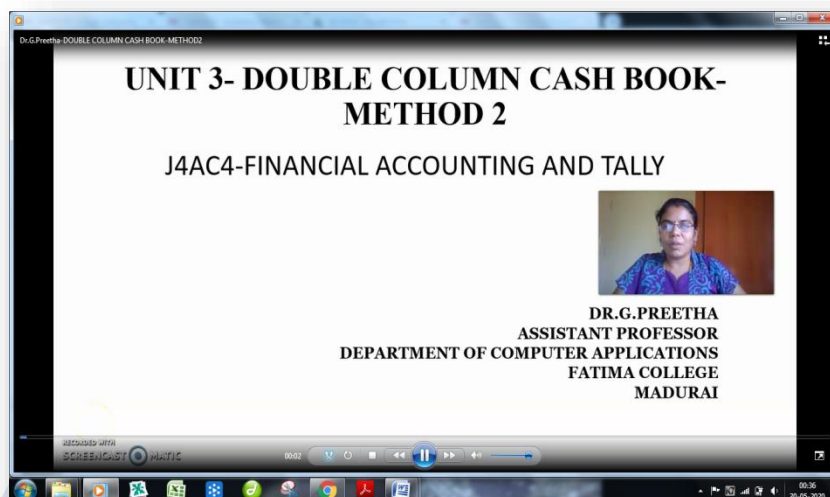 Dr.G.Preetha-DOUBLE COLUMN CASH BOOK-METHOD2
UNIT 3- DOUBLE COLUMN CASH BOOK-
METHOD 2
J4AC4-FINANCIAL ACCOUNTING AND TALLY
DR.G.PREETHA
ASSISTANT PROFESSOR
DEPARTMENT OF COMPUTER APPLICATIONS
FATIMA COLLEGE
MADURAI
RECORDED WITH
SCREENCAST MATIC
00:02
00:36